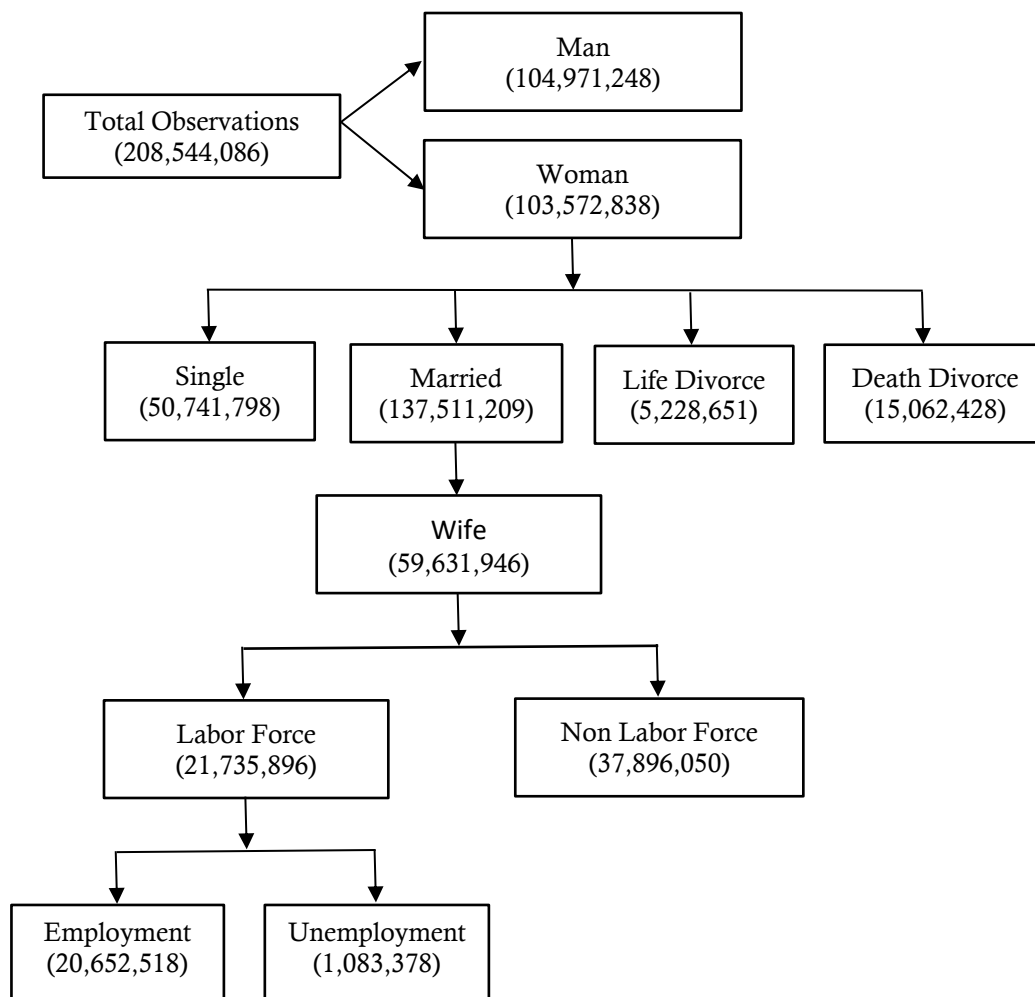 Man
(104,971,248)
Total Observations
(208,544,086)
Woman
(103,572,838)
Single
(50,741,798)
Married
(137,511,209)
Life Divorce
(5,228,651)
Death Divorce
(15,062,428)
Wife
(59,631,946)
Labor Force
(21,735,896)
Non Labor Force
(37,896,050)
Employment
(20,652,518)
Unemployment
(1,083,378)